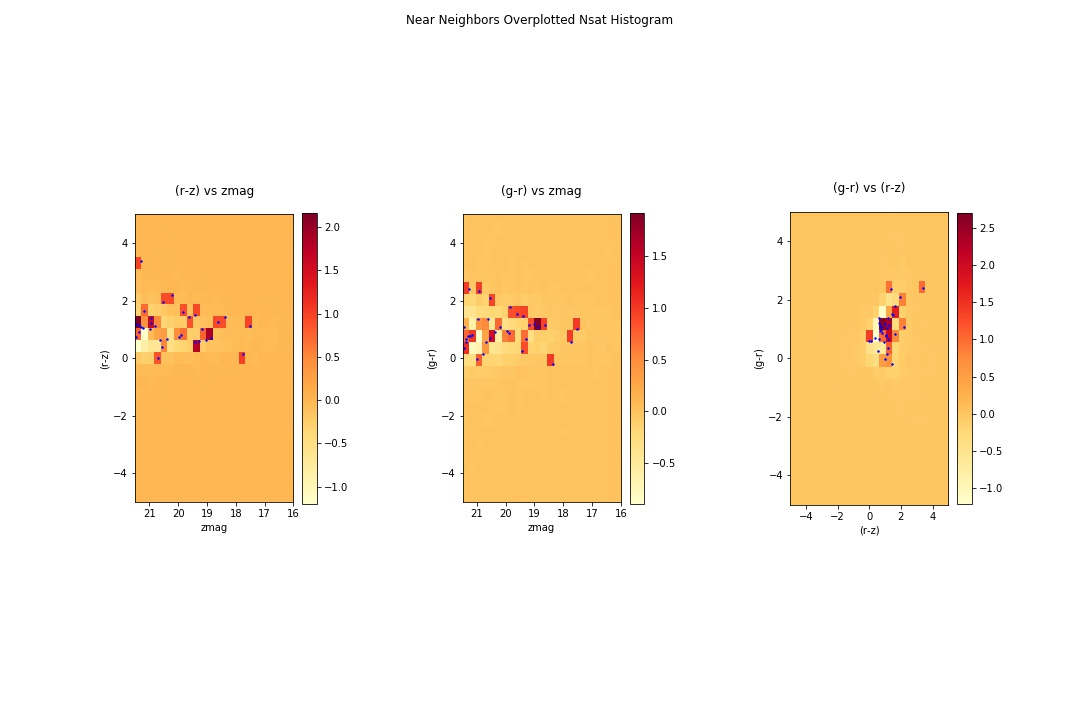 Near Neighbors Overplotted Nsat Histogram
(r-z) vs zmag
(r-z)
4
2
0
−2
−4
21 20 19 18 17 16
zmag
2.0
1.5
1.0
0.5
0.0
−0.5
−1.0
(g-r) vs zmag
(g-r)
4
2
0
−2
−4
21 20 19 18 17 16
zmag
1.5
1.0
0.5
0.0
−0.5
(g-r) vs (r-z)
(g-r)
4
2
0
−2
−4
−4 −2 0 2 4
(r-z)
2.5
2.0
1.5
1.0
0.5
0.0
−0.5
−1.0